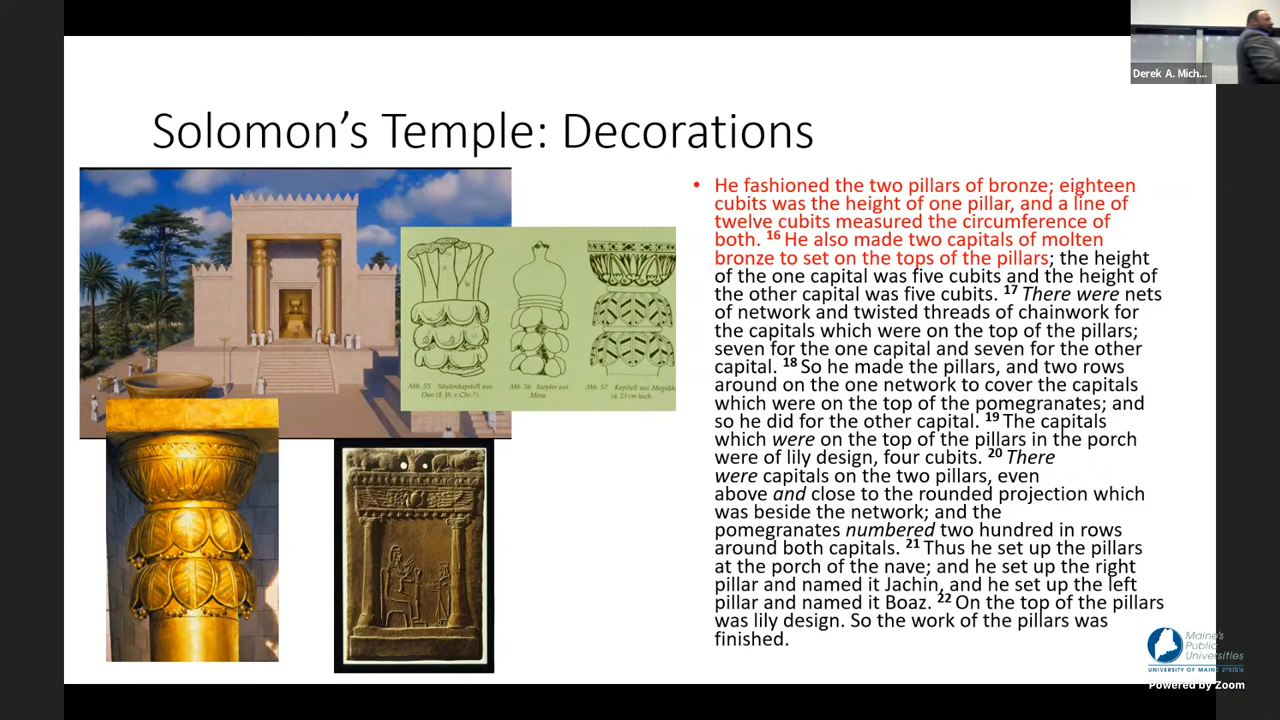 Derek A. Mich...
Solomon's Temple: Decorations
Abb. 55 Säulenkapitell aus
Dan (8. Jh. v. Chr.?).
Abb. 56 Szepter aus
Abb. 57. Kapitell aus Megidd
ca. 23 cm hoch.
• He fashioned the two pillars of bronze; eighteen
cubits was the height of one pillar, and a line of
twelve cubits measured the circumference of
both. 16 He also made two capitals of molten
bronze to set on the tops of the pillars; the height
of the one capital was five cubits and the height of
the other capital was five cubits. 17 There were nets
of network and twisted threads of chainwork for
the capitals which were on the top of the pillars;
seven for the one capital and seven for the other
capital. 18 So he made the pillars, and two rows
around on the one network to cover the capitals
which were on the top of the pomegranates; and
so he did for the other capital. 19 The capitals
which were on the top of the pillars in the porch
were of lily design, four cubits. 20 There
were capitals on the two pillars, even
above and close to the rounded projection which
was beside the network; and the
pomegranates numbered two hundred in rows
around both capitals. 21 Thus he set up the pillars
at the porch of the nave; and he set up the right
pillar and named it Jachin, and he set up the left
pillar and named it Boaz. 22 On the top of the pillars
was lily design. So the work of the pillars was
finished.
Maine's
Public
Universities
UNIVERSITY OF MAINE SYSTEM
Powered by Zoom